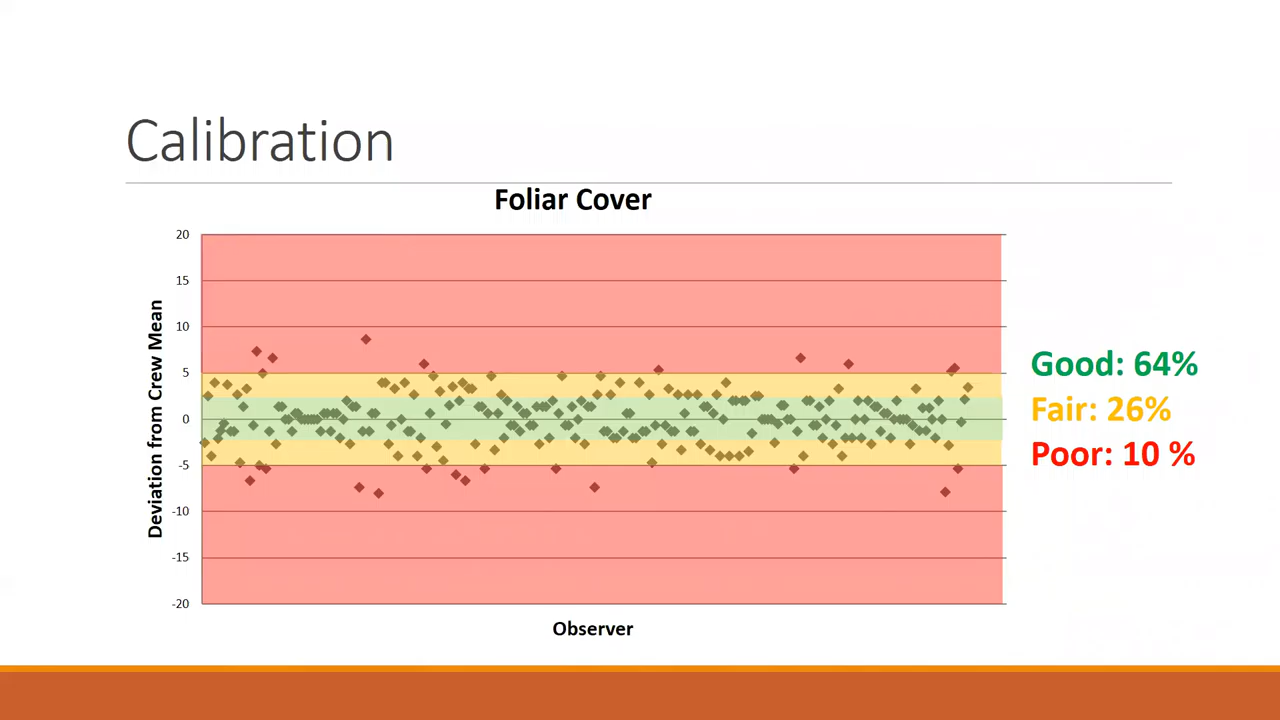 Calibration
Foliar Cover
20
15
10
5
0
-5
-10
-15
-20
Deviation from Crew Mean
Observer
Good: 64%
Fair: 26%
Poor: 10 %